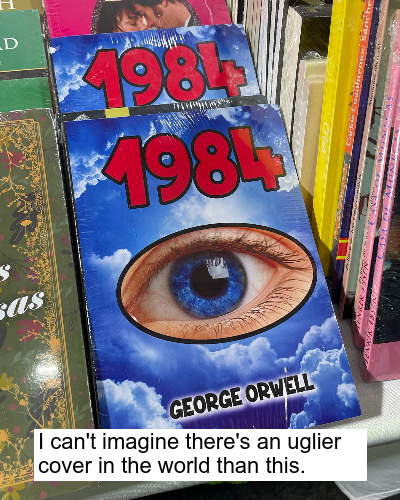 1984
1984
GEORGE ORWELL
I can't imagine there's an uglier
cover in the world than this.